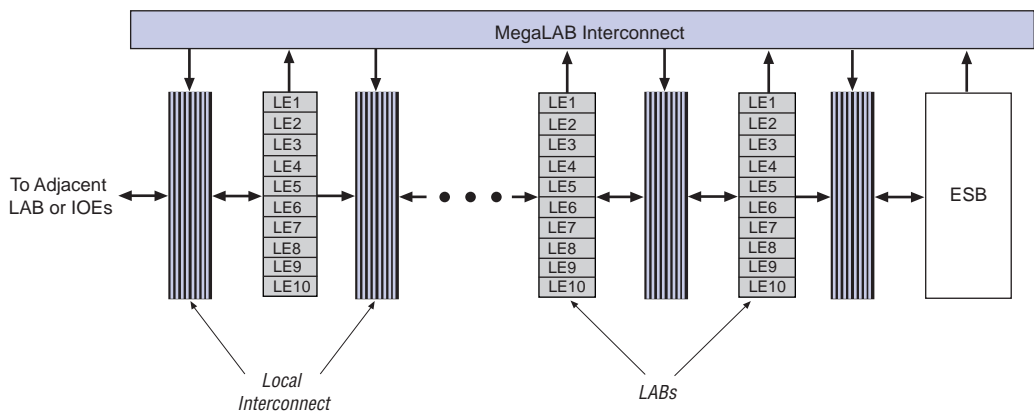 MegaLAB Interconnect
LE1
LE2
LE3
LE4
LE5
LE6
LE7
LE8
LE9
LE10
LE1
LE2
LE3
LE4
LE5
LE6
LE7
LE8
LE9
LE10
LE1
LE2
LE3
LE4
LE5
LE6
LE7
LE8
LE9
LE10
To Adjacent
LAB or IOEs
ESB
Local
Interconnect
LABs